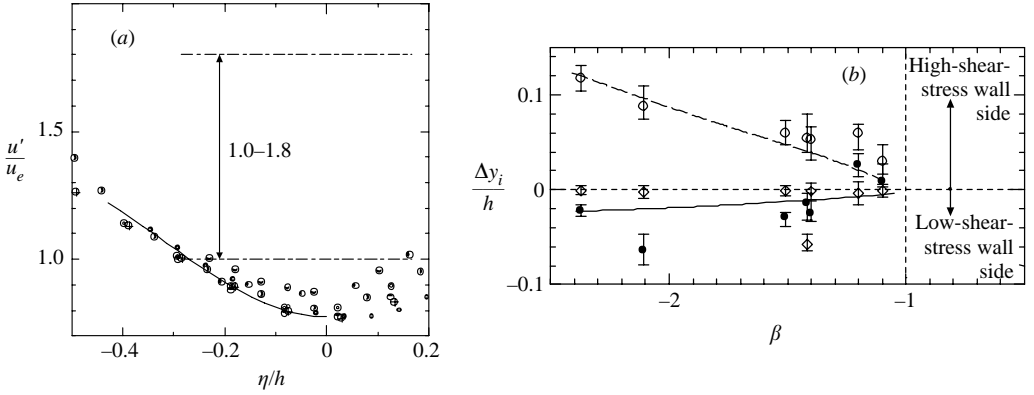 (a)
1.5
1.0
u′
u_e
1.0–1.8
–0.4
–0.2
0
0.2
η/h
(b)
0.1
0
–0.1
Δy_i
h
–2
–1
β
High-shear-
stress wall
side
Low-shear-
stress wall
side